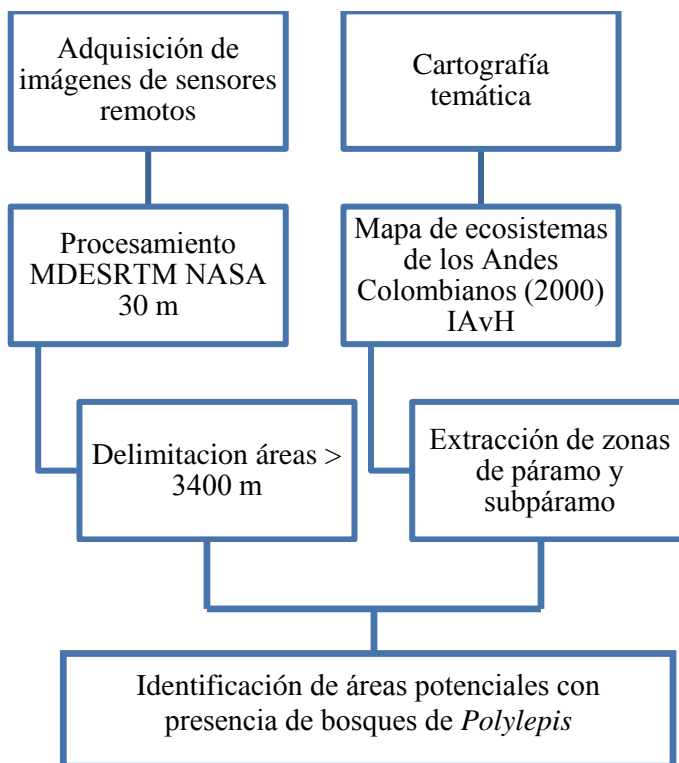 Adquisición de
imágenes de sensores
remotos
Cartografía
temática
Procesamiento
MDESRTM NASA
30 m
Mapa de ecosistemas
de los Andes
Colombianos (2000)
IAvH
Delimitacion áreas >
3400 m
Extracción de zonas
de páramo y
subpáramo
Identificación de áreas potenciales con
presencia de bosques de Polylepis